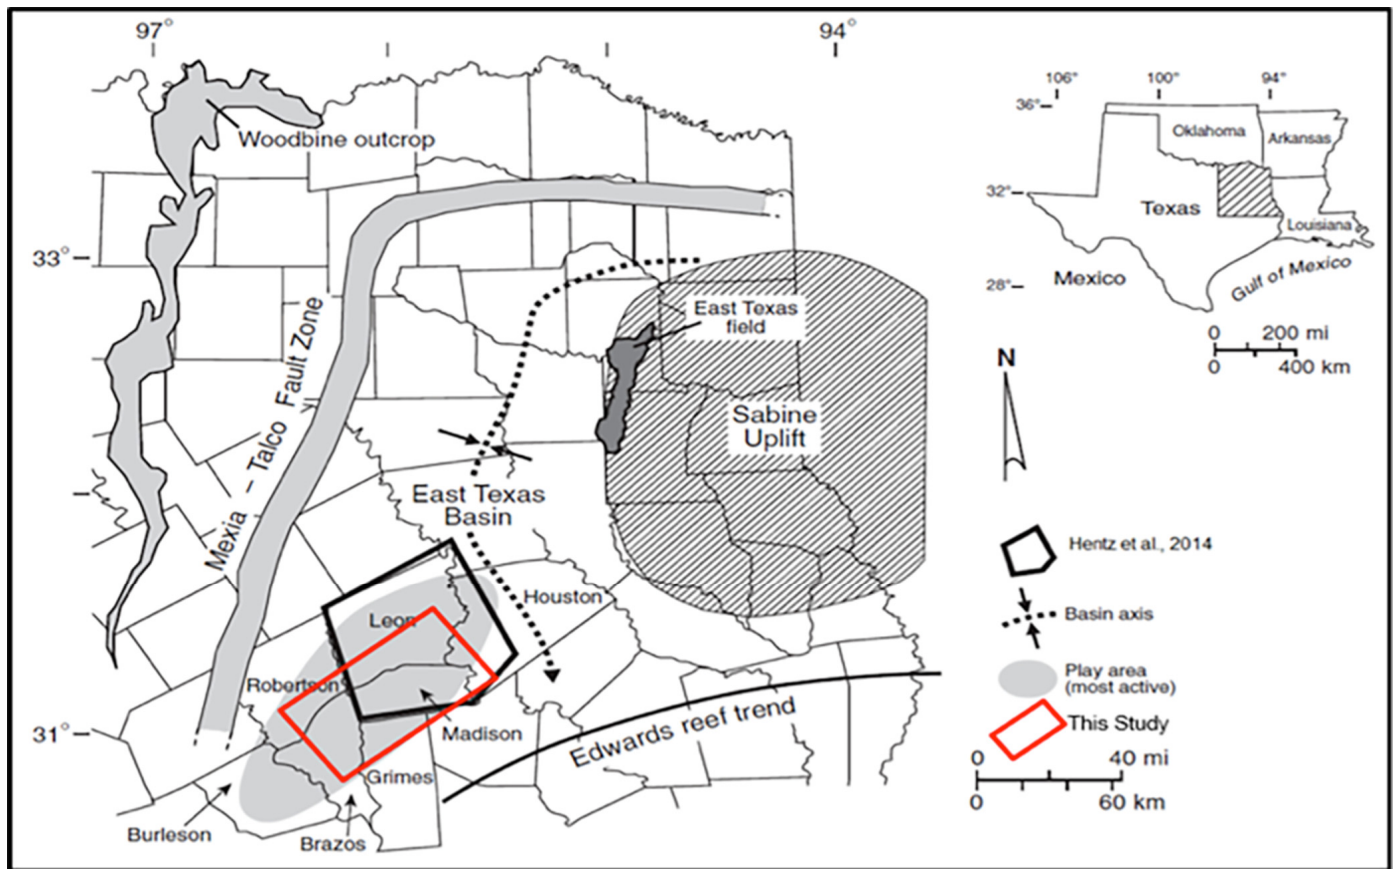 97°
94°
Woodbine outcrop
33°
Mexia – Talco Fault Zone
East Texas
field
Sabine
Uplift
East Texas
Basin
Houston
Leon
Robertson
Madison
31°
Edwards reef trend
Grimes
Burleson
Brazos
106°
100°
94°
36°
Oklahoma
Arkansas
32°
Texas
Louisiana
Mexico
Gulf of Mexico
28°
0 200 mi
0 400 km
N
Hentz et al., 2014
Basin axis
Play area
(most active)
This Study
0 40 mi
0 60 km